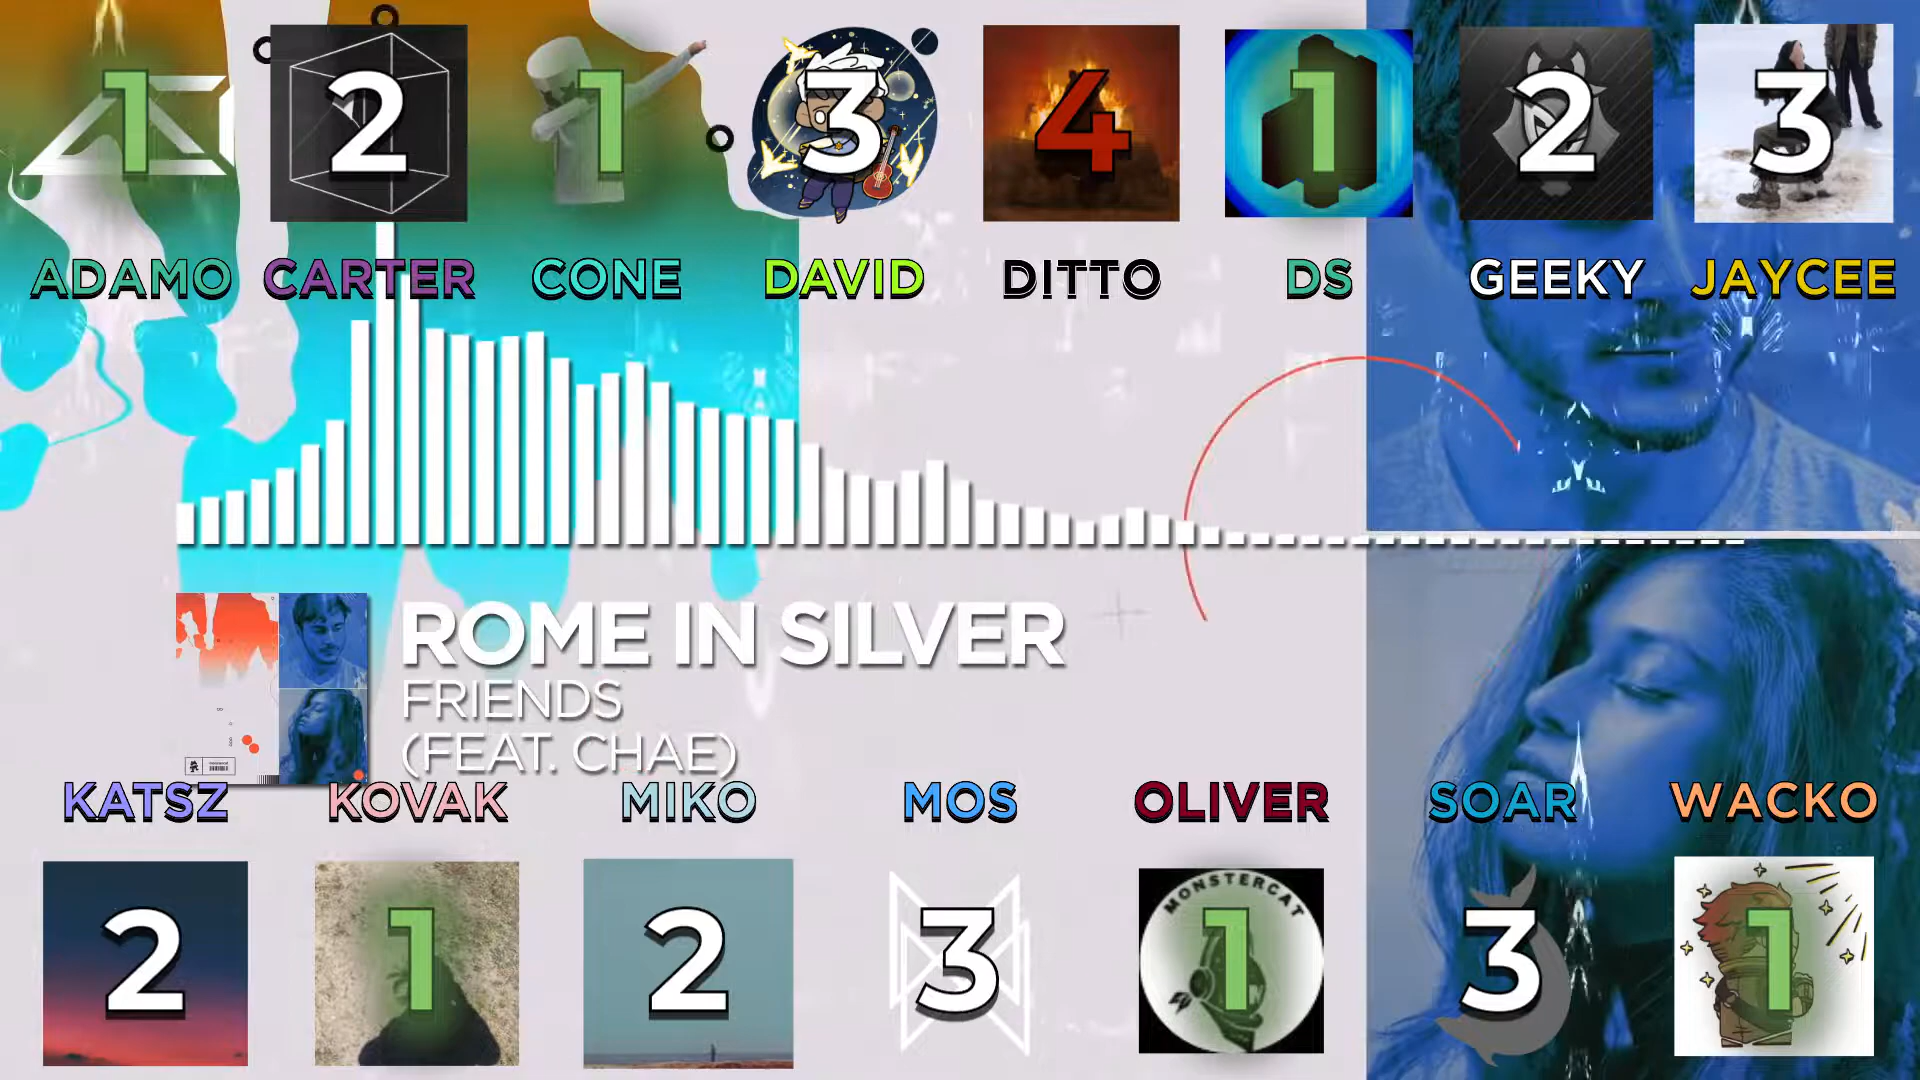 1 2 1 3 4 1 2 3
ADAMO CARTER CONE DAVID DITTO DS GEEKY JAYCEE
ROME IN SILVER
FRIENDS
(FEAT. CHAE)
KATSZ KOVAK MIKO MOS OLIVER SOAR WACKO
MONSTERCAT
2 1 2 3 1 3 1